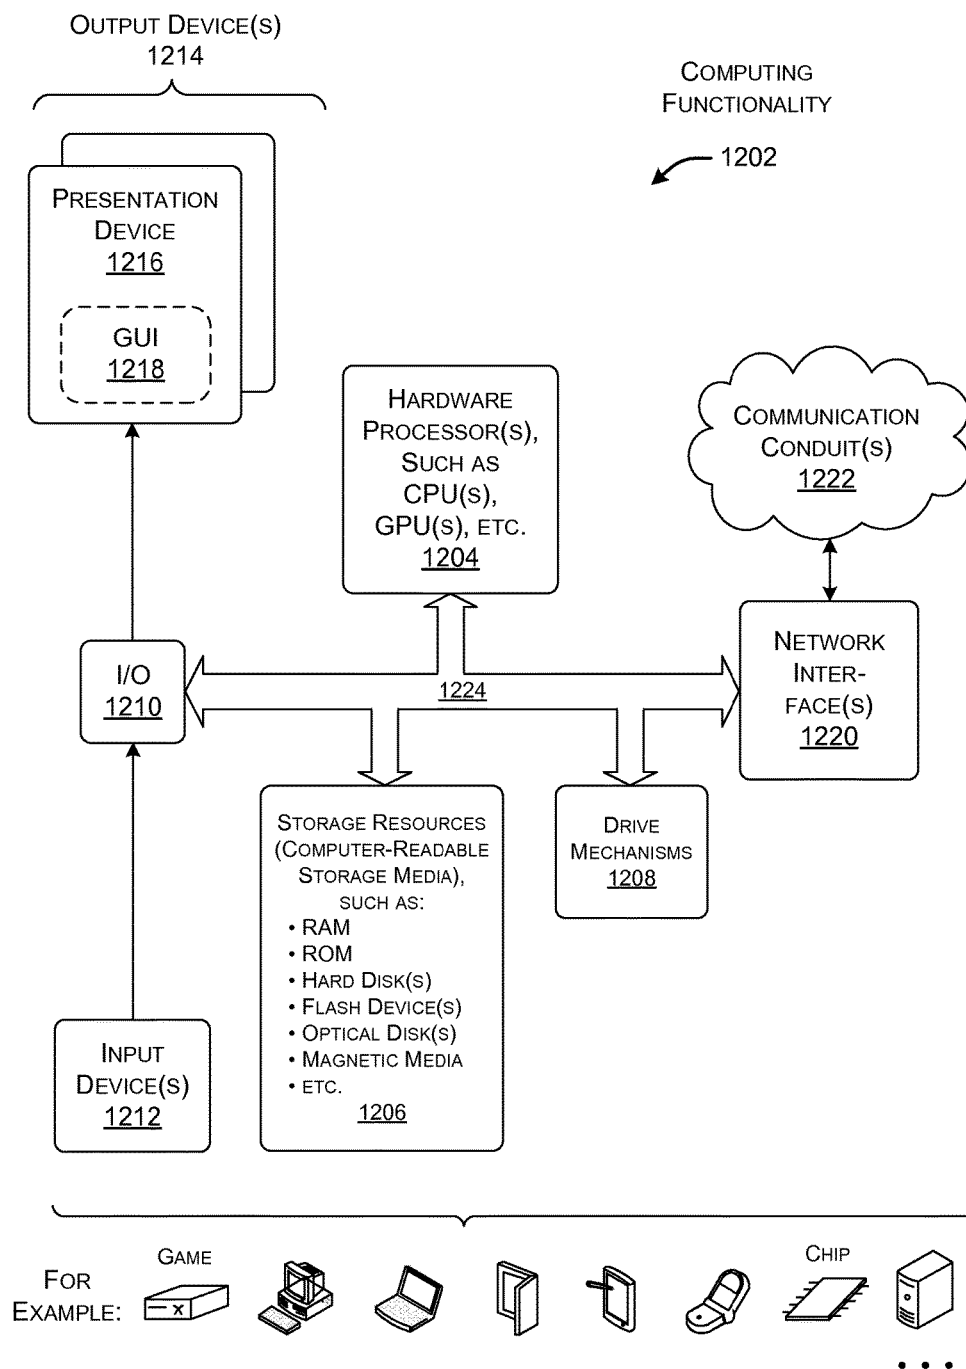 OUTPUT DEVICE(S)
1214
COMPUTING
FUNCTIONALITY
1202
PRESENTATION
DEVICE
1216
GUI
1218
HARDWARE
PROCESSOR(S),
SUCH AS
CPU(S),
GPU(S), ETC.
1204
COMMUNICATION
CONDUIT(S)
1222
I/O
1210
1224
NETWORK
INTER-
FACE(S)
1220
STORAGE RESOURCES
(COMPUTER-READABLE
STORAGE MEDIA),
SUCH AS:
• RAM
• ROM
• HARD DISK(S)
• FLASH DEVICE(S)
• OPTICAL DISK(S)
• MAGNETIC MEDIA
• ETC.
1206
DRIVE
MECHANISMS
1208
INPUT
DEVICE(S)
1212
FOR
EXAMPLE:
GAME
X
CHIP
. . .